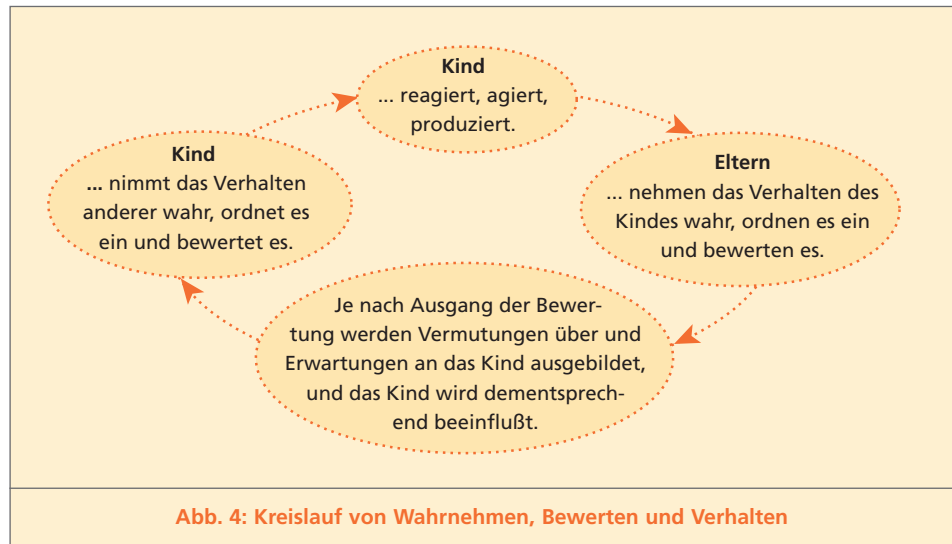 Kind
... reagiert, agiert,
produziert.
Eltern
... nehmen das Verhalten des
Kindes wahr, ordnen es ein
und bewerten es.
Je nach Ausgang der Bewer-
tung werden Vermutungen über und
Erwartungen an das Kind ausgebildet,
und das Kind wird dementsprech-
end beeinflußt.
Kind
... nimmt das Verhalten
anderer wahr, ordnet es
ein und bewertet es.
Abb. 4: Kreislauf von Wahrnehmen, Bewerten und Verhalten